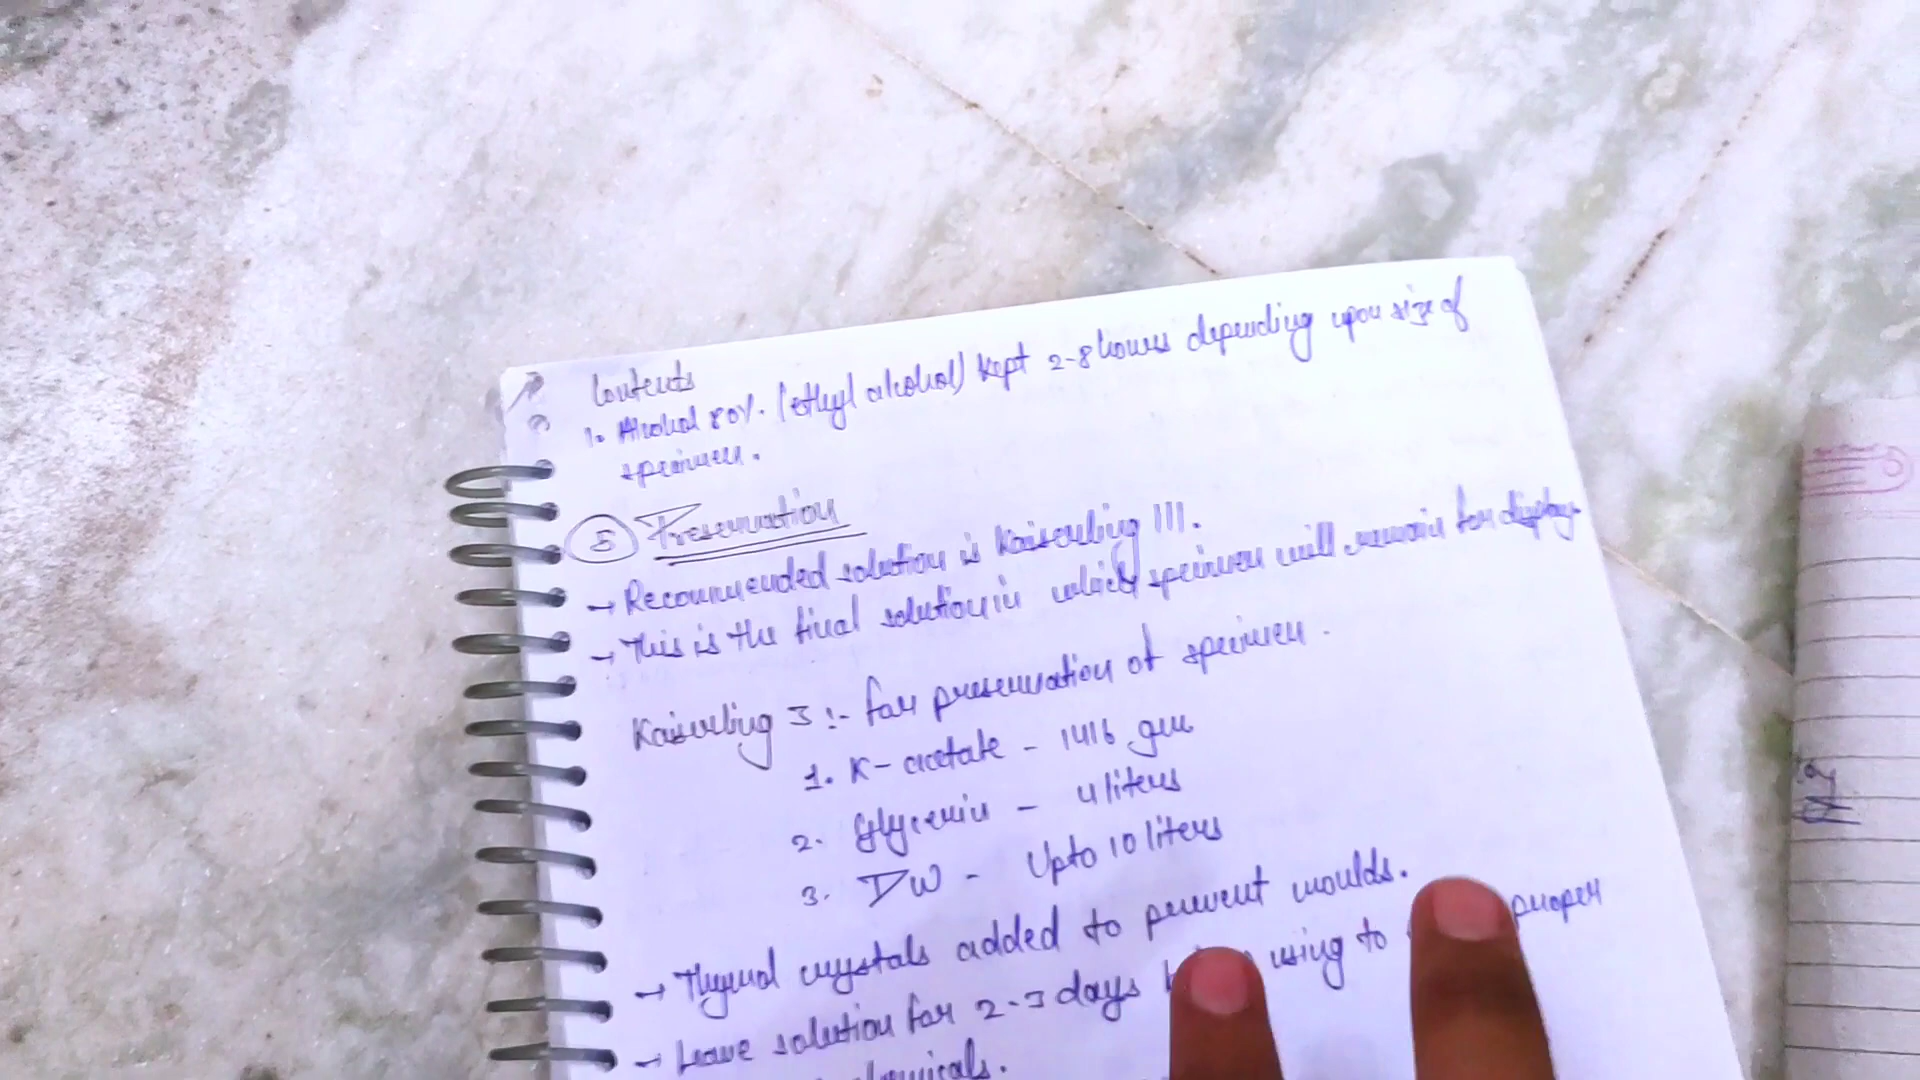 Contents
1. Alcohol 80%. (ethyl alcohol) kept 2-8 hours depending upon size of
specimen.
5 Preservation
→ Recommended solution is Kaiserling III.
→ This is the final solution in which specimen will remain for display.
Kaiserling 3 :- for preservation of specimen.
1. K- acetate - 1416 gm
2. Glycerin - 4 liters
3. DW - Upto 10 liters
→ Thymol crystals added to prevent moulds.
→ Leave solution for 2-3 days using to proper
chemicals.